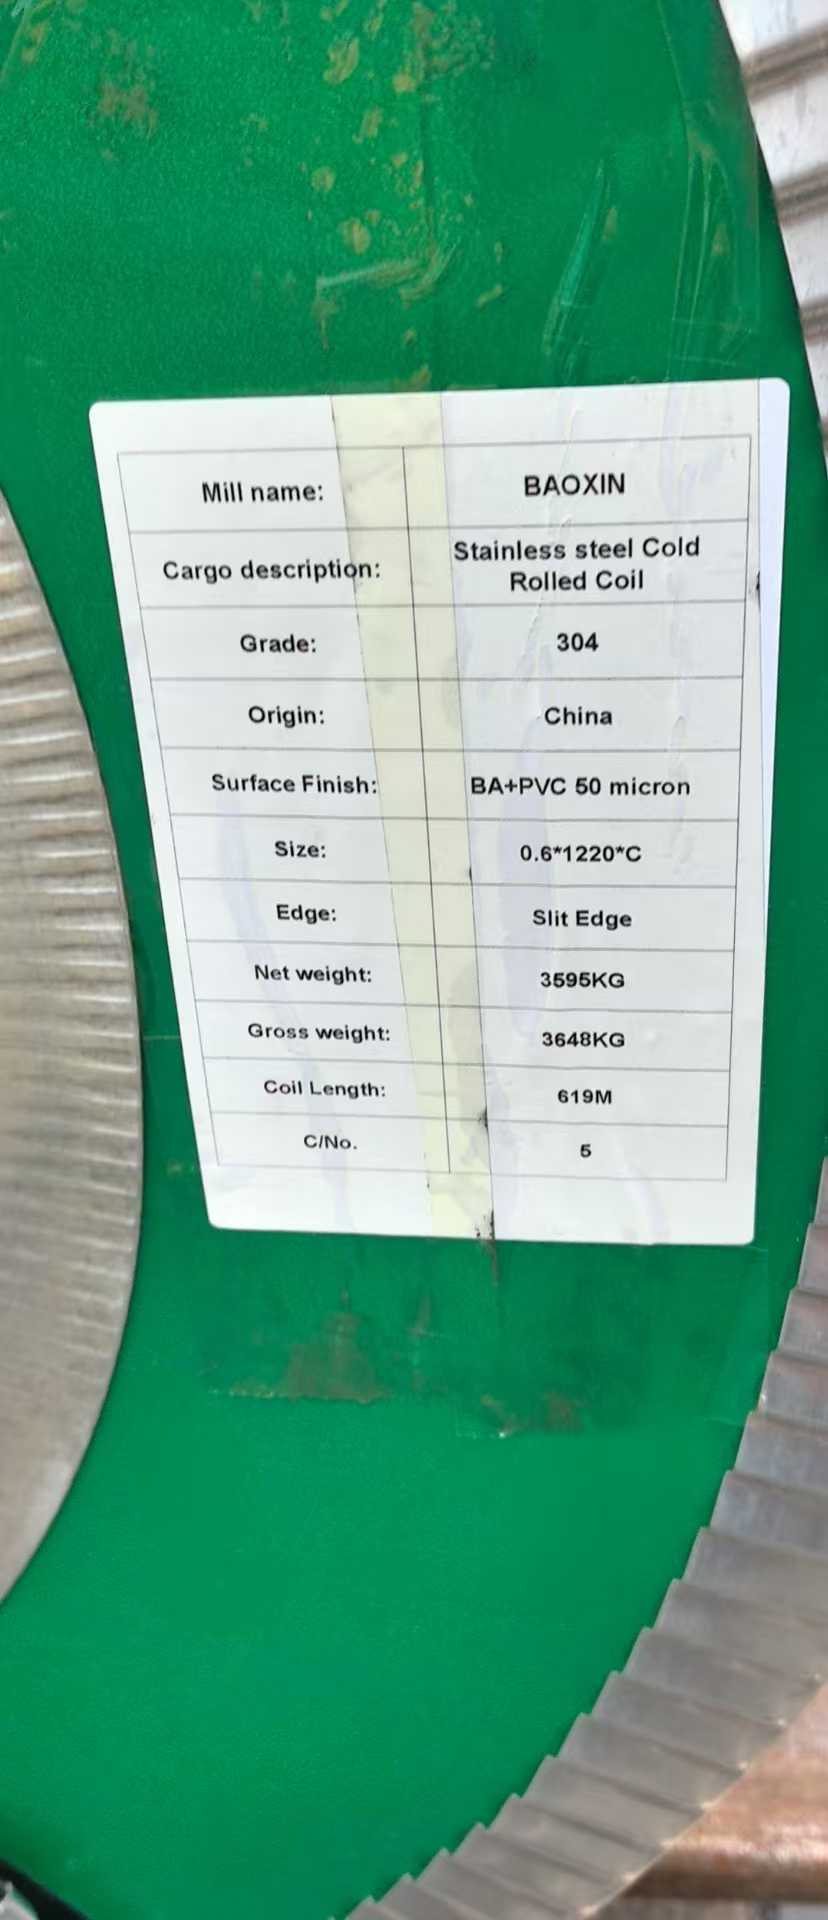 Mill name: BAOXIN
Cargo description: Stainless steel Cold
Rolled Coil
Grade: 304
Origin: China
Surface Finish: BA+PVC 50 micron
Size: 0.6*1220*C
Edge: Slit Edge
Net weight: 3595KG
Gross weight: 3648KG
Coil Length: 619M
C/No. 5